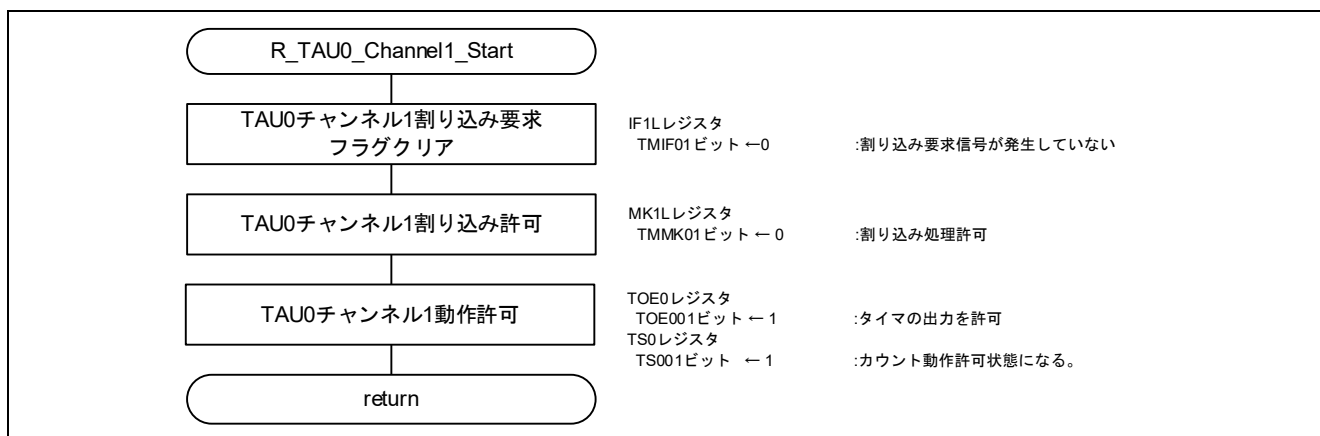 R_TAU0_Channel1_Start
TAU0チャンネル1割り込み要求
フラグクリア
IF1Lレジスタ
TMIF01ビット ←0 :割り込み要求信号が発生していない
TAU0チャンネル1割り込み許可
MK1Lレジスタ
TMMK01ビット ← 0 :割り込み処理許可
TAU0チャンネル1動作許可
TOE0レジスタ
TOE001ビット ← 1 :タイマの出力を許可
TS0レジスタ
TS001ビット ← 1 :カウント動作許可状態になる。
return